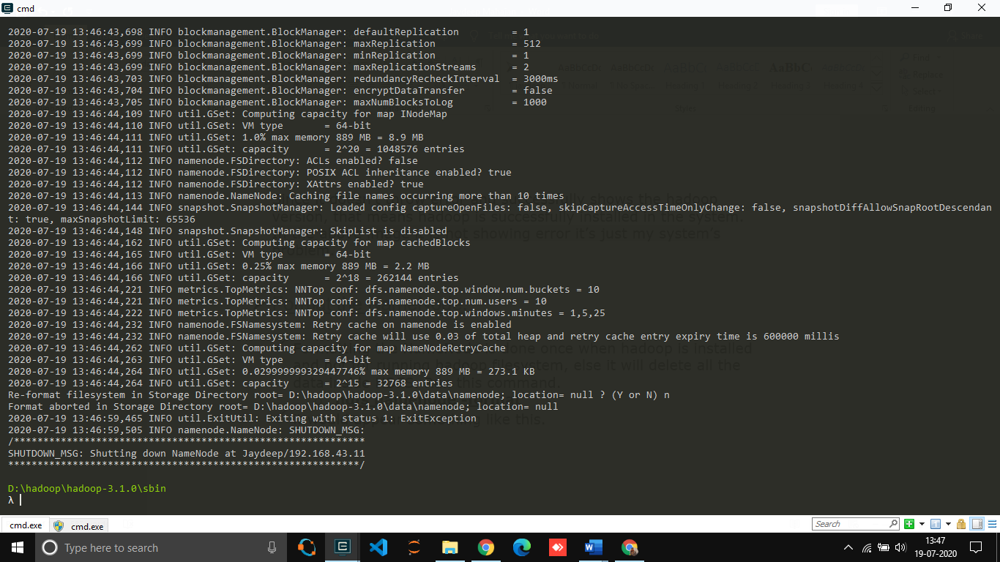 cmd
2020-07-19 13:46:43,698 INFO blockmanagement.BlockManager: defaultReplication = 1
2020-07-19 13:46:43,699 INFO blockmanagement.BlockManager: maxReplication = 512
2020-07-19 13:46:43,699 INFO blockmanagement.BlockManager: minReplication = 1
2020-07-19 13:46:43,699 INFO blockmanagement.BlockManager: maxReplicationStreams = 2
2020-07-19 13:46:43,703 INFO blockmanagement.BlockManager: redundancyRecheckInterval = 3000ms
2020-07-19 13:46:43,704 INFO blockmanagement.BlockManager: encryptDataTransfer = false
2020-07-19 13:46:43,705 INFO blockmanagement.BlockManager: maxNumBlocksToLog = 1000
2020-07-19 13:46:44,109 INFO util.GSet: Computing capacity for map INodeMap
2020-07-19 13:46:44,110 INFO util.GSet: VM type = 64-bit
2020-07-19 13:46:44,111 INFO util.GSet: 1.0% max memory 889 MB = 8.9 MB
2020-07-19 13:46:44,111 INFO util.GSet: capacity = 2^20 = 1048576 entries
2020-07-19 13:46:44,112 INFO namenode.FSDirectory: ACLs enabled? false
2020-07-19 13:46:44,112 INFO namenode.FSDirectory: POSIX ACL inheritance enabled? true
2020-07-19 13:46:44,112 INFO namenode.FSDirectory: XAttrs enabled? true
2020-07-19 13:46:44,113 INFO namenode.NameNode: Caching file names occurring more than 10 times
2020-07-19 13:46:44,144 INFO snapshot.SnapshotManager: Loaded config captureOpenFiles: false, skipCaptureAccessTimeOnlyChange: false, snapshotDiffAllowSnapRootDescendan
t: true, maxSnapshotLimit: 65536
2020-07-19 13:46:44,148 INFO snapshot.SnapshotManager: SkipList is disabled
2020-07-19 13:46:44,162 INFO util.GSet: Computing capacity for map cachedBlocks
2020-07-19 13:46:44,165 INFO util.GSet: VM type = 64-bit
2020-07-19 13:46:44,166 INFO util.GSet: 0.25% max memory 889 MB = 2.2 MB
2020-07-19 13:46:44,166 INFO util.GSet: capacity = 2^18 = 262144 entries
2020-07-19 13:46:44,221 INFO metrics.TopMetrics: NNTop conf: dfs.namenode.top.window.num.buckets = 10
2020-07-19 13:46:44,221 INFO metrics.TopMetrics: NNTop conf: dfs.namenode.top.num.users = 10
2020-07-19 13:46:44,222 INFO metrics.TopMetrics: NNTop conf: dfs.namenode.top.windows.minutes = 1,5,25
2020-07-19 13:46:44,232 INFO namenode.FSNamesystem: Retry cache on namenode is enabled
2020-07-19 13:46:44,232 INFO namenode.FSNamesystem: Retry cache will use 0.03 of total heap and retry cache entry expiry time is 600000 millis
2020-07-19 13:46:44,262 INFO util.GSet: Computing capacity for map NameNodeRetryCache
2020-07-19 13:46:44,263 INFO util.GSet: VM type = 64-bit
2020-07-19 13:46:44,264 INFO util.GSet: 0.029999999329447746% max memory 889 MB = 273.1 KB
2020-07-19 13:46:44,264 INFO util.GSet: capacity = 2^15 = 32768 entries
Re-format filesystem in Storage Directory root= D:\hadoop\hadoop-3.1.0\data\namenode; location= null ? (Y or N) n
Format aborted in Storage Directory root= D:\hadoop\hadoop-3.1.0\data\namenode; location= null
2020-07-19 13:46:59,465 INFO util.ExitUtil: Exiting with status 1: ExitException
2020-07-19 13:46:59,505 INFO namenode.NameNode: SHUTDOWN_MSG:
/************************************************************
SHUTDOWN_MSG: Shutting down NameNode at Jaydeep/192.168.43.11
************************************************************/
D:\hadoop\hadoop-3.1.0\sbin
λ
cmd.exe
cmd.exe
Search
Type here to search
13:47
19-07-2020